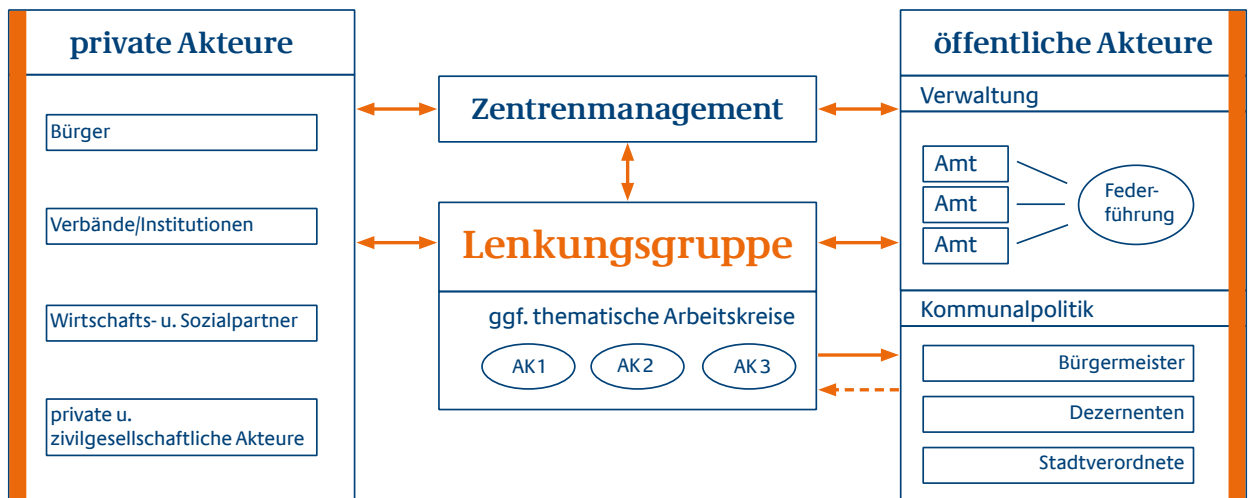 private Akteure
Bürger
Verbände/Institutionen
Wirtschafts- u. Sozialpartner
private u.
zivilgesellschaftliche Akteure
Zentrenmanagement
Lenkungsgruppe
ggf. thematische Arbeitskreise
AK1
AK2
AK3
öffentliche Akteure
Verwaltung
Amt
Amt
Amt
Feder-
führung
Kommunalpolitik
Bürgermeister
Dezernenten
Stadtverordnete